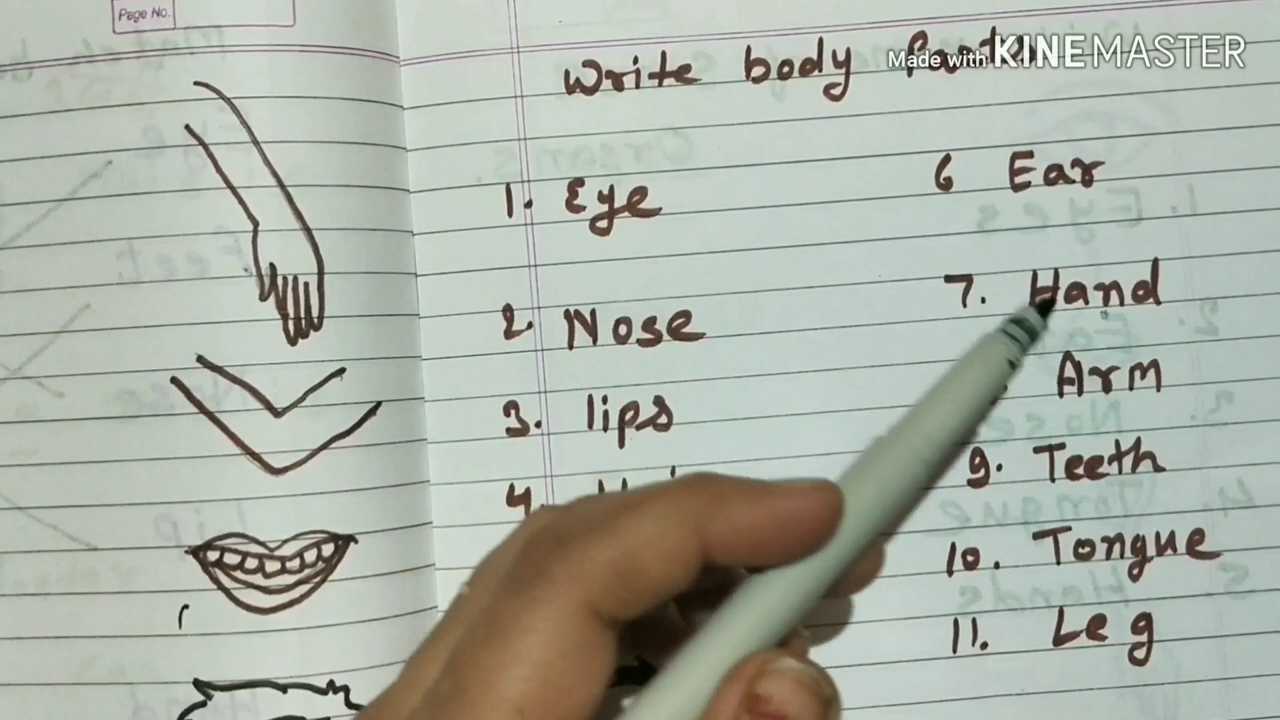 Page No.
Made with KINEMASTER
Write body
1. Eye
2. Nose
3. lips
4.
6 Ear
7. Hand
Arm
9. Teeth
10. Tongue
11. Leg